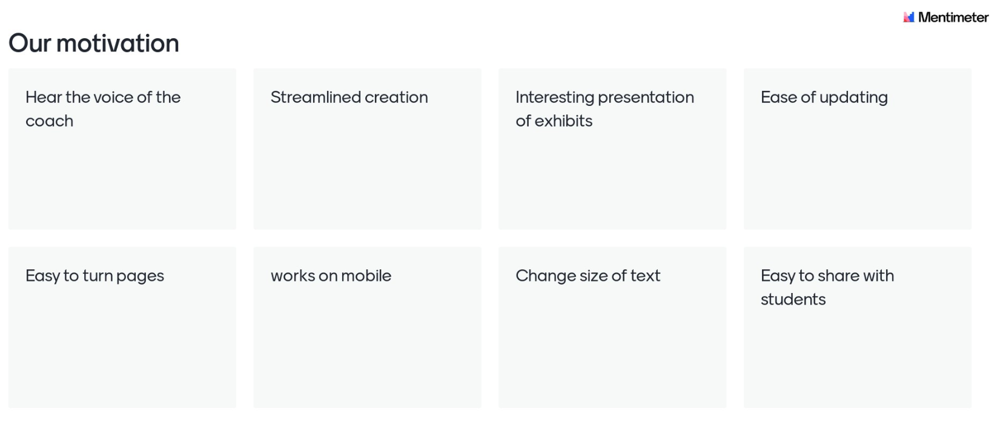 Mentimeter
Our motivation
Hear the voice of the
coach
Streamlined creation
Interesting presentation
of exhibits
Ease of updating
Easy to turn pages
works on mobile
Change size of text
Easy to share with
students